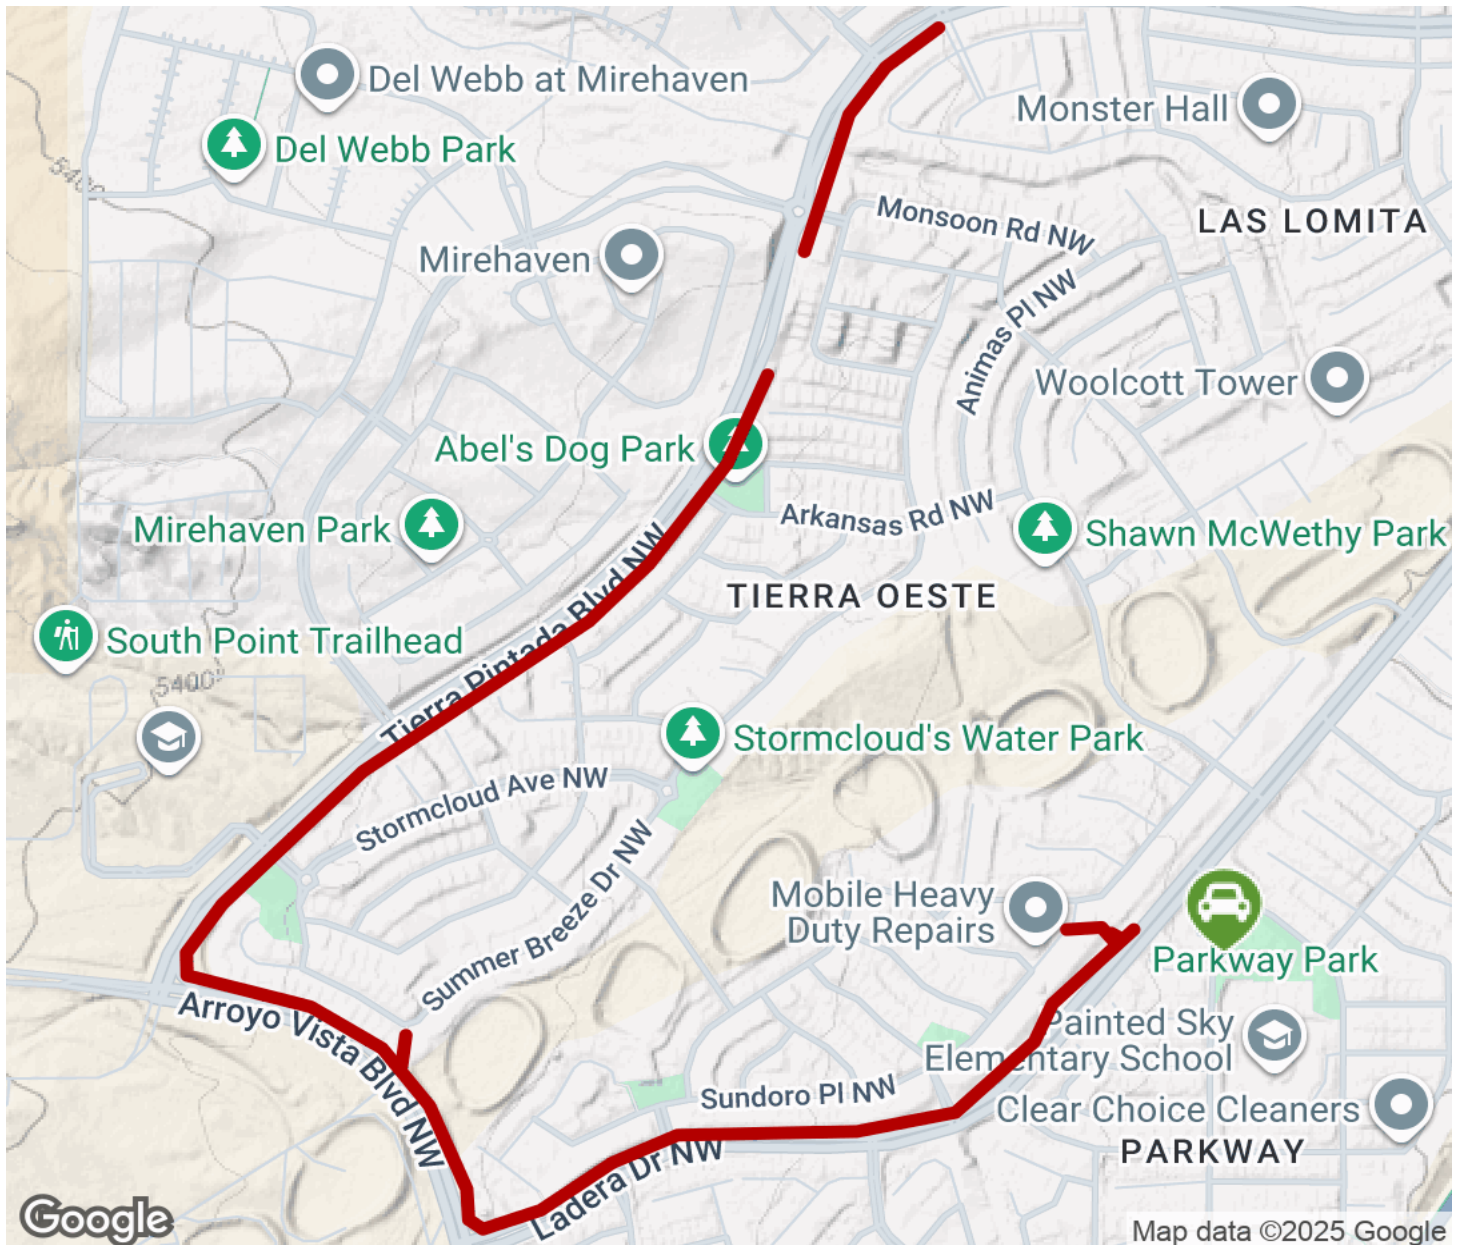 Del Webb at Mirehaven
Monster Hall
Del Webb Park
5400
Monsoon Rd NW
LAS LOMITA
Mirehaven
Animas Pl NW
Woolcott Tower
Abel's Dog Park
Arkansas Rd NW
Mirehaven Park
Shawn McWethy Park
Tierra Pintada Blvd NW
TIERRA OESTE
South Point Trailhead
5400
Stormcloud's Water Park
Stormcloud Ave NW
Summer Breeze Dr NW
Mobile Heavy
Duty Repairs
Parkway Park
Arroyo Vista Blvd NW
Painted Sky
Elementary School
Sundoro Pl NW
Clear Choice Cleaners
PARKWAY
Ladera Dr NW
Google
Map data ©2025 Google